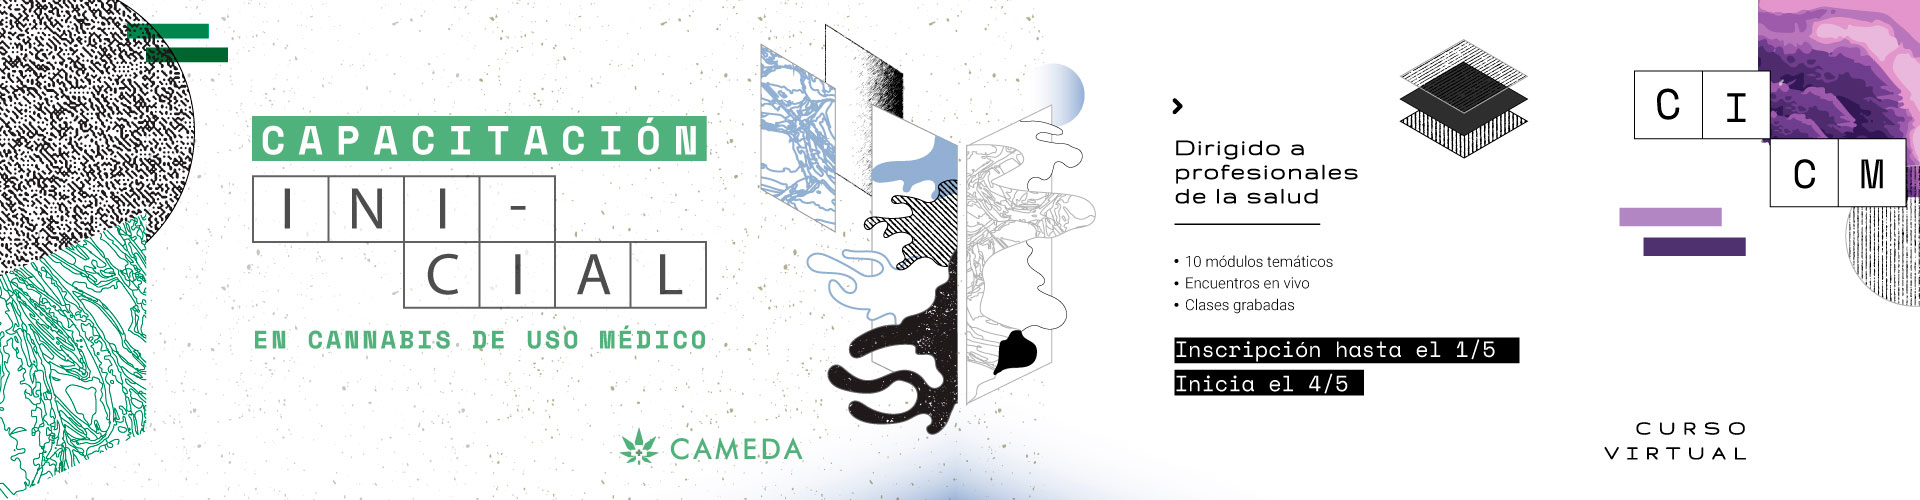 CAPACITACIÓN
INI-
CIAL
EN CANNABIS DE USO MÉDICO
CAMEDA
Dirigido a
profesionales
de la salud
• 10 módulos temáticos
• Encuentros en vivo
• Clases grabadas
Inscripción hasta el 1/5
Inicia el 4/5
CI
CM
CURSO
VIRTUAL